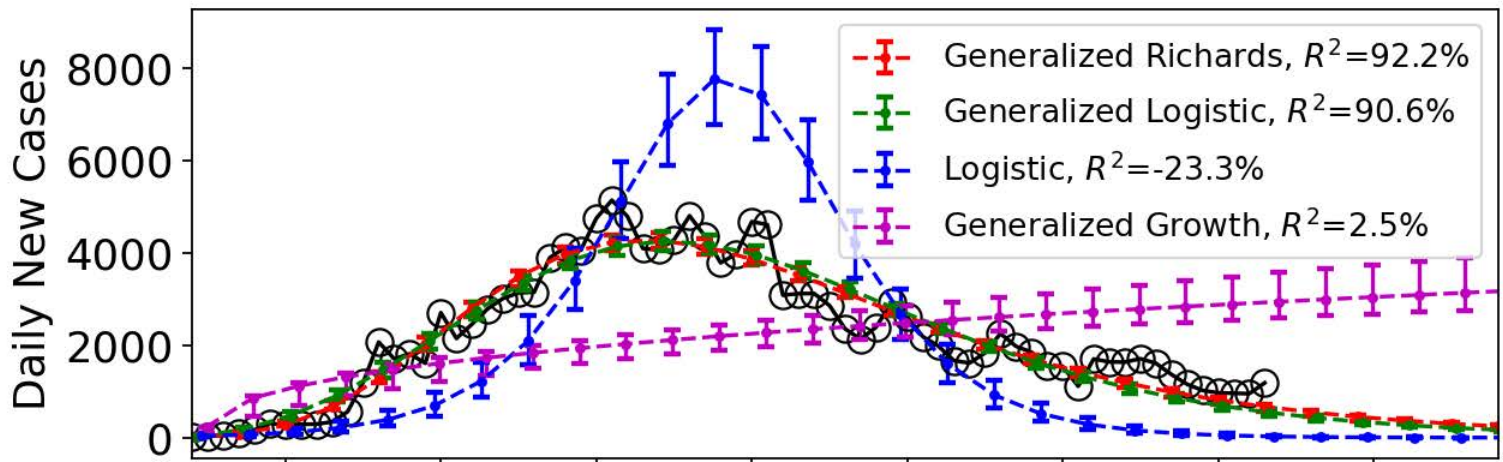 Daily New Cases
8000
6000
4000
2000
0
Generalized Richards, R²=92.2%
Generalized Logistic, R²=90.6%
Logistic, R²=-23.3%
Generalized Growth, R²=2.5%